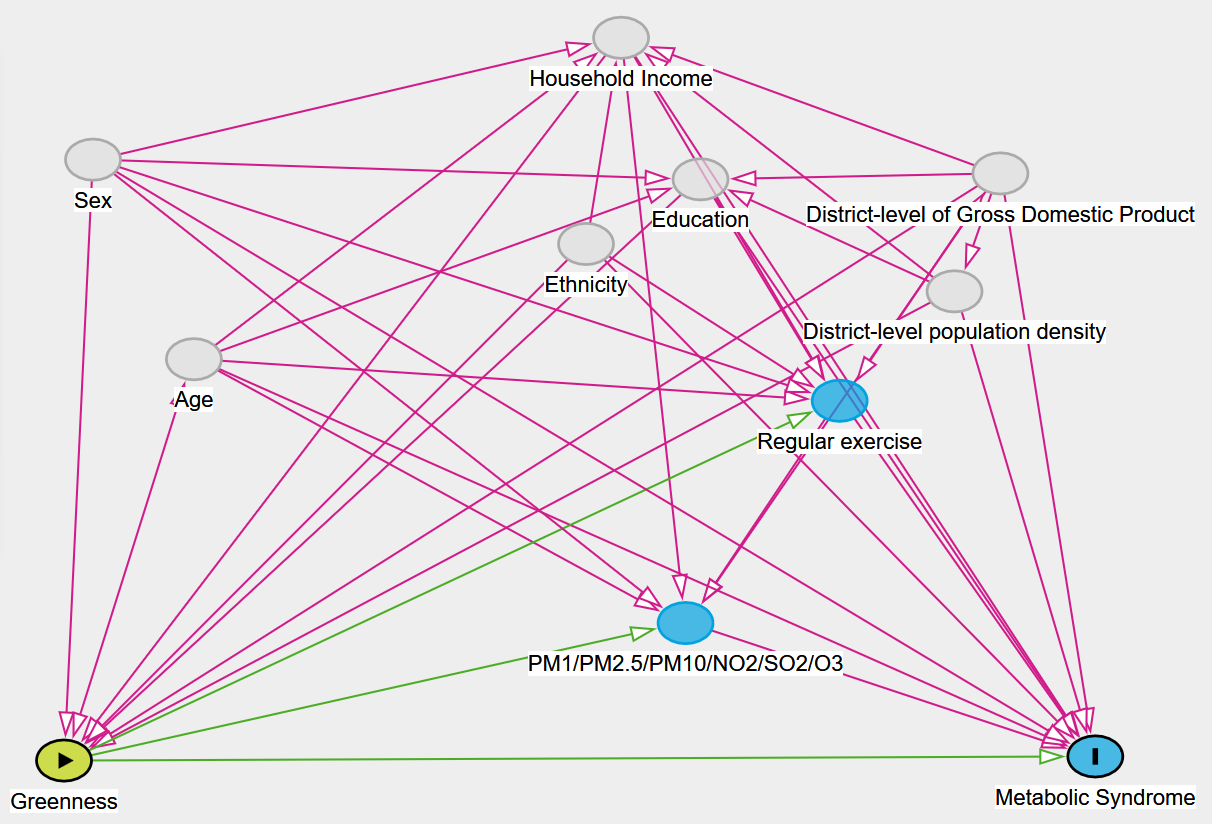 Household Income
Sex
Education
District-level of Gross Domestic Product
Ethnicity
District-level population density
Age
Regular exercise
PM1/PM2.5/PM10/NO2/SO2/O3
Greenness
Metabolic Syndrome